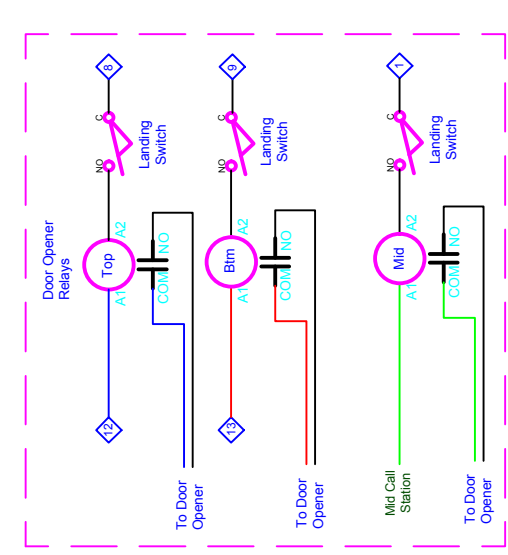 Door Opener
Relays
8
C
NO
Landing
Switch
A2
Top
A1
NO
COM
12
To Door
Opener
9
C
NO
Landing
Switch
A2
Btm
A1
NO
COM
13
To Door
Opener
1
C
NO
Landing
Switch
A2
Mid
A1
NO
COM
Mid Call
Station
To Door
Opener